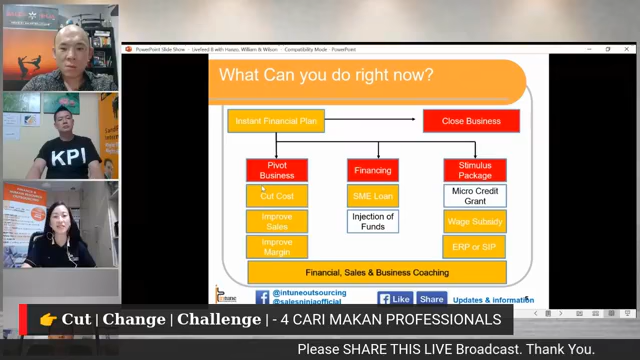 PowerPoint Slide Show - Livefeed 8 with Hanzo, William & Wilson - Compatibility Mode - PowerPoint
What Can you do right now?
Instant Financial Plan
Close Business
Pivot
Business
Financing
Stimulus
Package
Cut Cost
SME Loan
Micro Credit
Grant
Improve
Sales
Injection of
Funds
Wage Subsidy
Improve
Margin
ERP or SIP
Financial, Sales & Business Coaching
KPI
@intuneoutsourcing
@salesninjaofficial
Like
Share
Updates & information
👉 Cut | Change | Challenge | - 4 CARI MAKAN PROFESSIONALS
Please SHARE THIS LIVE Broadcast. Thank You.